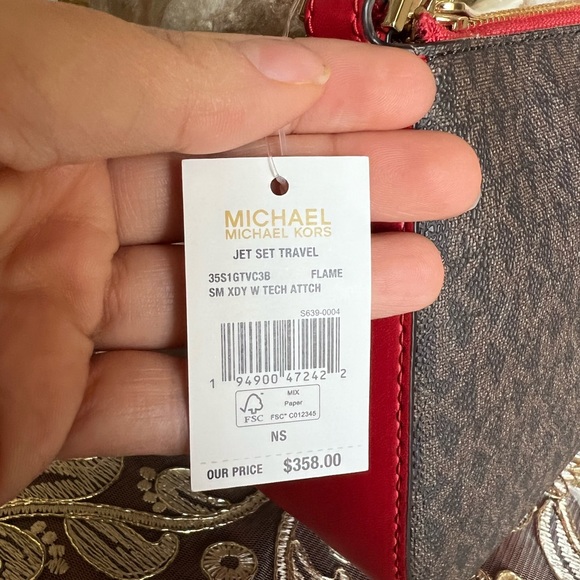 MICHAEL
MICHAEL KORS
JET SET TRAVEL
35S1GTVC3B FLAME
SM XDY W TECH ATTCH
S639-0004
1 94900 47242 2
FSC
MIX
Paper
FSC® C012345
NS
OUR PRICE $358.00